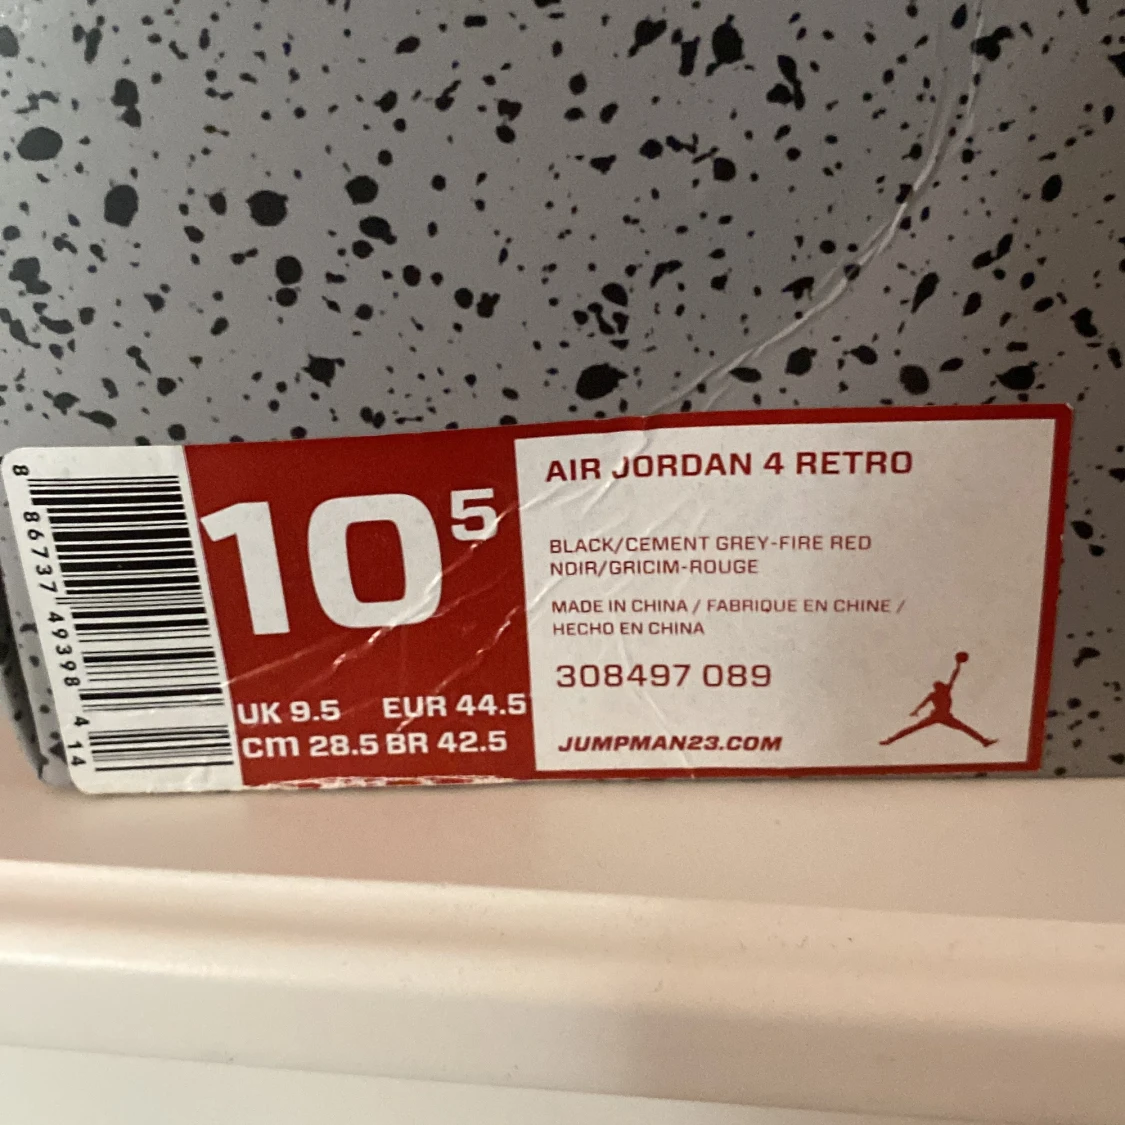 8 86737 49398 4 14
10 5
UK 9.5 EUR 44.5
cm 28.5 BR 42.5
AIR JORDAN 4 RETRO
BLACK/CEMENT GREY-FIRE RED
NOIR/GRICIM-ROUGE
MADE IN CHINA / FABRIQUE EN CHINE /
HECHO EN CHINA
308497 089
JUMPMAN23.COM